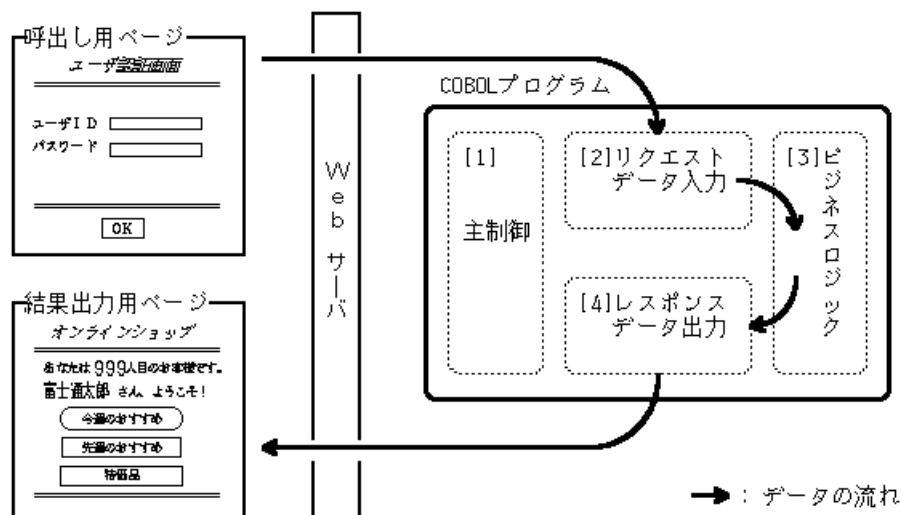 呼出し用ページ
ユーザ認証画面
ユーザID
パスワード
OK
結果出力用ページ
オンラインショップ
あなたは999人目のお客様です。
富士通太郎 さん、ようこそ!
今週のおすすめ
先週のおすすめ
特価品
Webサーバ
COBOLプログラム
[1]
主制御
[2]リクエスト
データ入力
[3]ビジネスロジック
[4]レスポンス
データ出力
:データの流れ